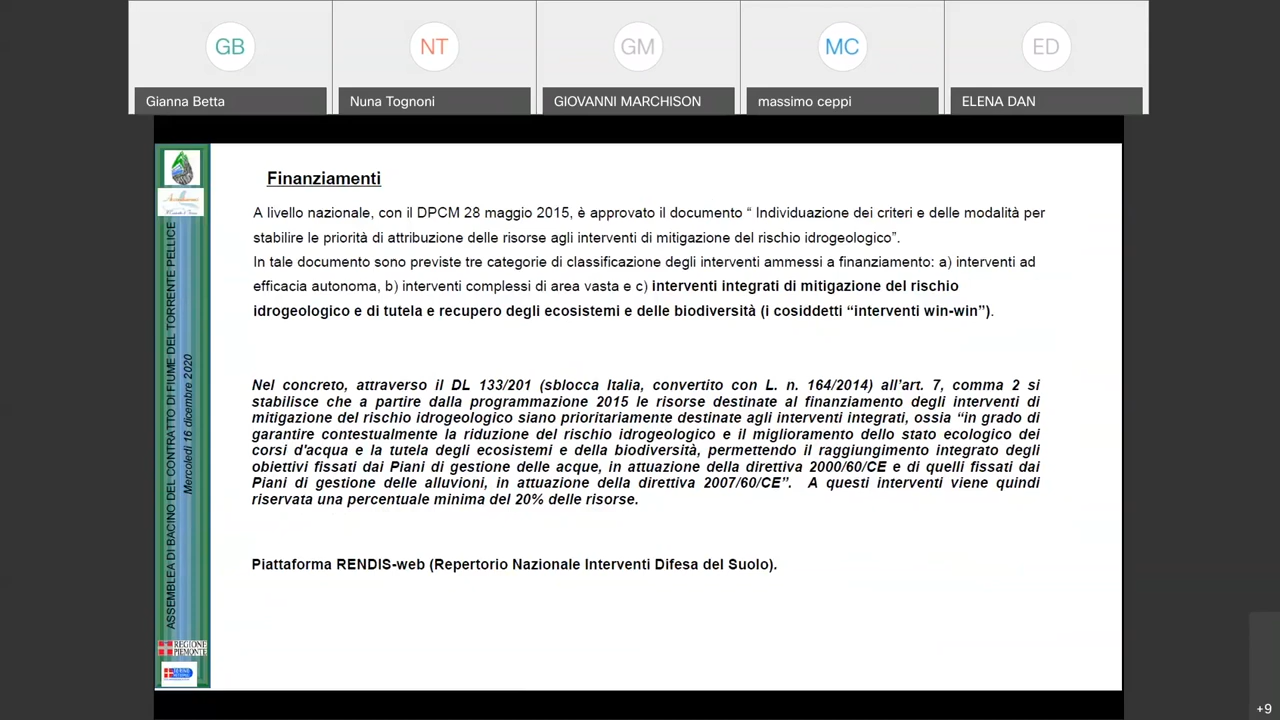 GB
NT
GM
MC
ED
Gianna Betta
Nuna Tognoni
GIOVANNI MARCHISON
massimo ceppi
ELENA DAN
Finanziamenti
A livello nazionale, con il DPCM 28 maggio 2015, è approvato il documento “ Individuazione dei criteri e delle modalità per
stabilire le priorità di attribuzione delle risorse agli interventi di mitigazione del rischio idrogeologico”.
In tale documento sono previste tre categorie di classificazione degli interventi ammessi a finanziamento: a) interventi ad
efficacia autonoma, b) interventi complessi di area vasta e c) interventi integrati di mitigazione del rischio
idrogeologico e di tutela e recupero degli ecosistemi e delle biodiversità (i cosiddetti “interventi win-win”).
Nel concreto, attraverso il DL 133/201 (sblocca Italia, convertito con L. n. 164/2014) all’art. 7, comma 2 si
stabilisce che a partire dalla programmazione 2015 le risorse destinate al finanziamento degli interventi di
mitigazione del rischio idrogeologico siano prioritariamente destinate agli interventi integrati, ossia “in grado di
garantire contestualmente la riduzione del rischio idrogeologico e il miglioramento dello stato ecologico dei
corsi d'acqua e la tutela degli ecosistemi e della biodiversità, permettendo il raggiungimento integrato degli
obiettivi fissati dai Piani di gestione delle acque, in attuazione della direttiva 2000/60/CE e di quelli fissati dai
Piani di gestione delle alluvioni, in attuazione della direttiva 2007/60/CE”. A questi interventi viene quindi
riservata una percentuale minima del 20% delle risorse.
Piattaforma RENDIS-web (Repertorio Nazionale Interventi Difesa del Suolo).
ASSEMBLEA DI BACINO DEL CONTRATTO DI FIUME DEL TORRENTE PELLICE
Mercoledì 16 dicembre 2020
REGIONE
PIEMONTE
+9